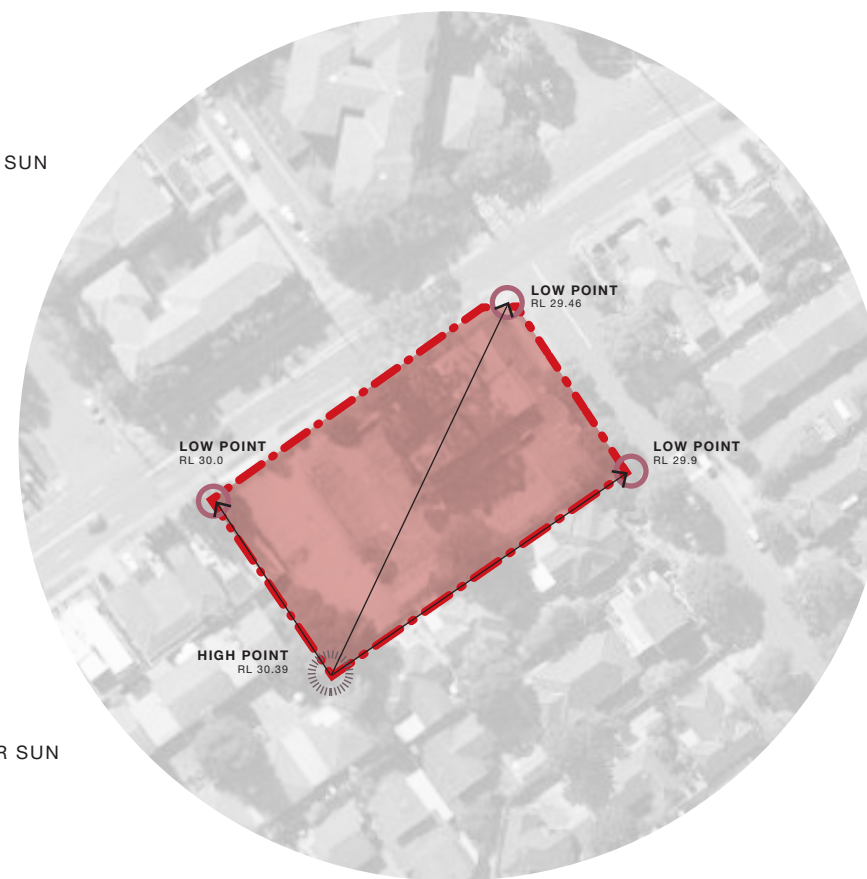 SUN
LOW POINT
RL 29.46
LOW POINT
RL 30.0
LOW POINT
RL 29.9
HIGH POINT
RL 30.39
R SUN